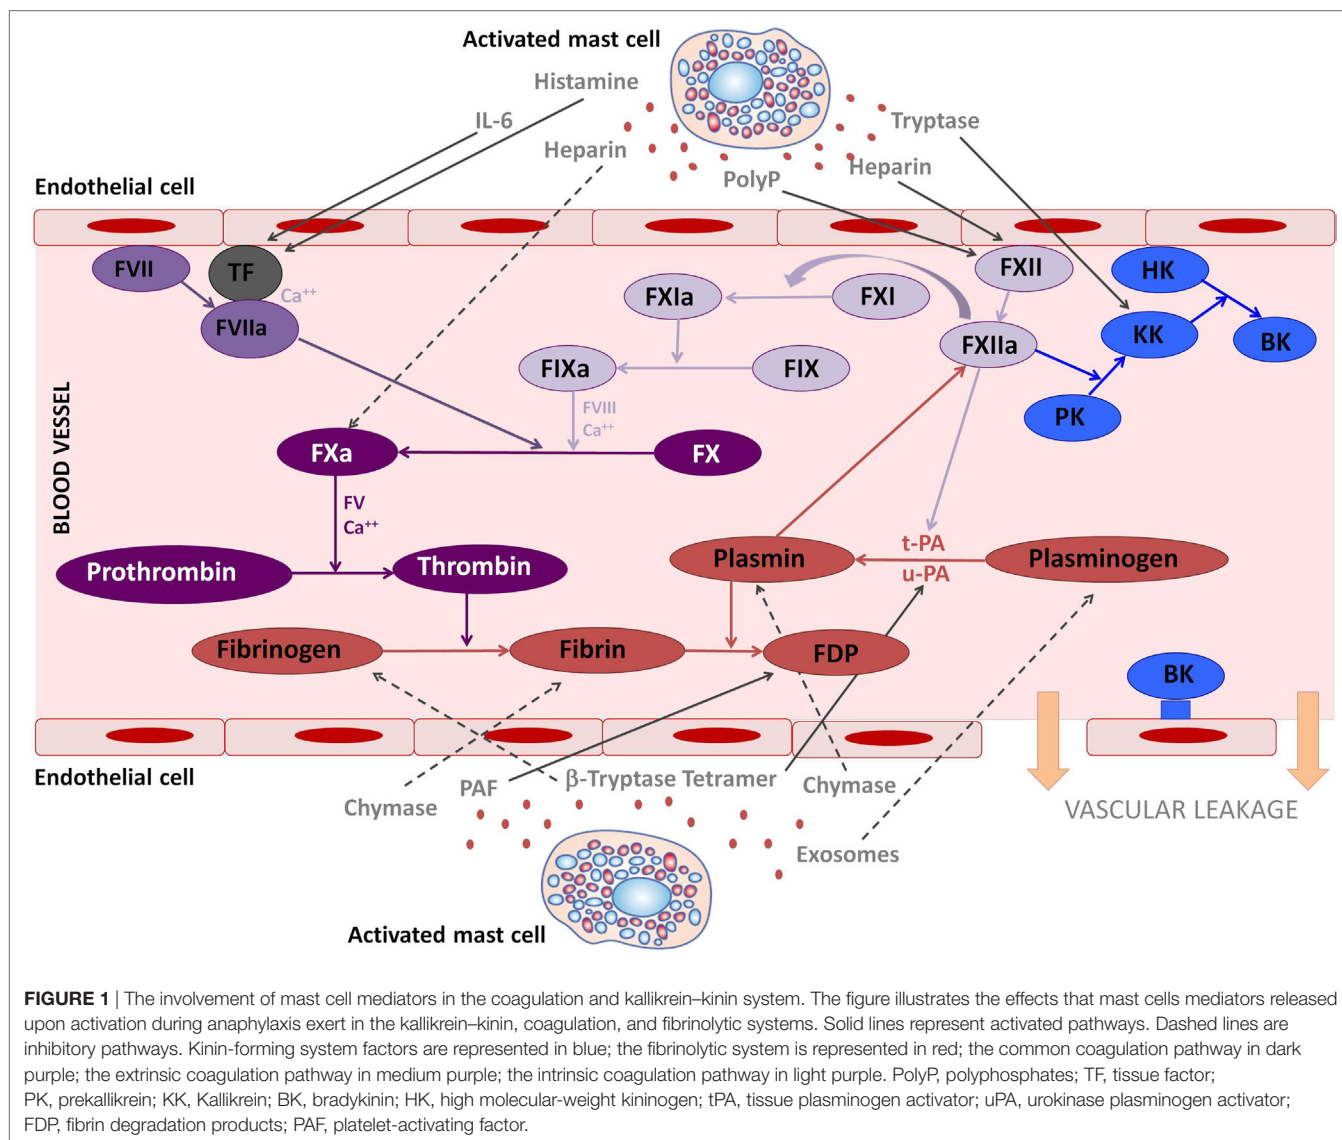 Activated mast cell
Histamine
IL-6
Heparin
Tryptase
PolyP
Heparin
Endothelial cell
FVII
TF
Ca⁺⁺
FVIIa
FXIa
FXI
FXII
HK
FXIIa
KK
BK
FIXa
FIX
PK
FVIII
Ca⁺⁺
BLOOD VESSEL
FXa
FX
FV
Ca⁺⁺
Prothrombin
Thrombin
Plasmin
t-PA
u-PA
Plasminogen
Fibrinogen
Fibrin
FDP
BK
Endothelial cell
Chymase
PAF
β-Tryptase Tetramer
Chymase
Exosomes
VASCULAR LEAKAGE
Activated mast cell
FIGURE 1 | The involvement of mast cell mediators in the coagulation and kallikrein–kinin system. The figure illustrates the effects that mast cells mediators released
upon activation during anaphylaxis exert in the kallikrein–kinin, coagulation, and fibrinolytic systems. Solid lines represent activated pathways. Dashed lines are
inhibitory pathways. Kinin-forming system factors are represented in blue; the fibrinolytic system is represented in red; the common coagulation pathway in dark
purple; the extrinsic coagulation pathway in medium purple; the intrinsic coagulation pathway in light purple. PolyP, polyphosphates; TF, tissue factor;
PK, prekallikrein; KK, Kallikrein; BK, bradykinin; HK, high molecular-weight kininogen; tPA, tissue plasminogen activator; uPA, urokinase plasminogen activator;
FDP, fibrin degradation products; PAF, platelet-activating factor.